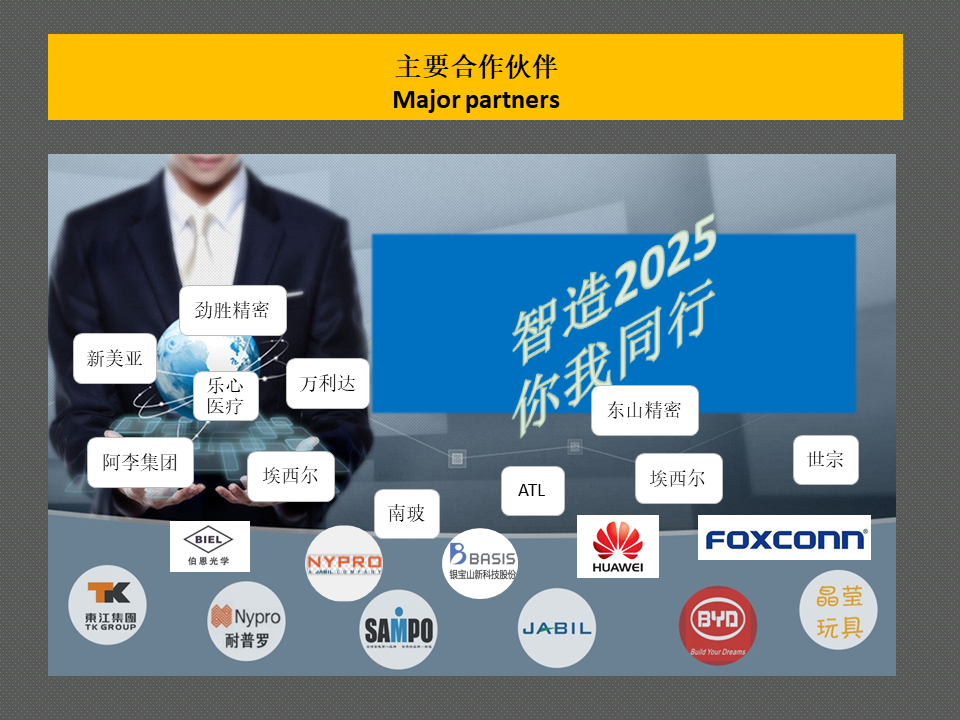 主要合作伙伴
Major partners
智造2025
你我同行
劲胜精密
新美亚
乐心
医疗
万利达
东山精密
阿李集团
埃西尔
埃西尔
世宗
ATL
南玻
BIEL
伯恩光学
NYPRO
A JABIL COMPANY
BASIS
银宝山新科技股份
HUAWEI
FOXCONN®
TK
東江集團
TK GROUP
Nypro
耐普罗
SAMPO
JABIL
BYD
Build Your Dreams
晶莹
玩具